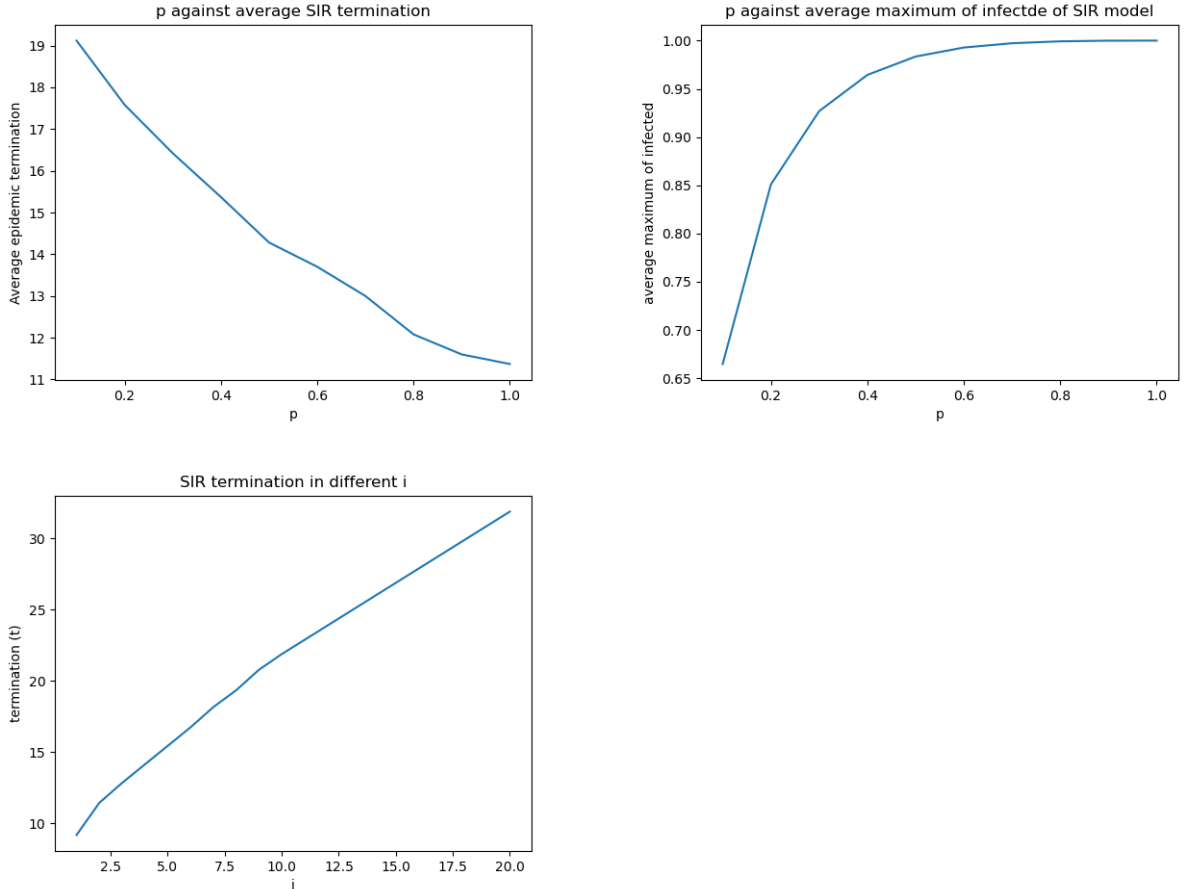 p against average SIR termination
Average epidemic termination
19
18
17
16
15
14
13
12
11
0.2 0.4 0.6 0.8 1.0
p
p against average maximum of infectde of SIR model
average maximum of infected
1.00
0.95
0.90
0.85
0.80
0.75
0.70
0.65
0.2 0.4 0.6 0.8 1.0
p
SIR termination in different i
termination (t)
30
25
20
15
10
2.5 5.0 7.5 10.0 12.5 15.0 17.5 20.0
i